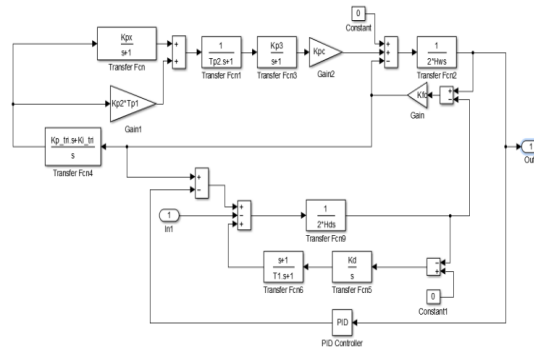 Kpx
s+1
Transfer Fcn
1
Tp2.s+1
Transfer Fcn1
Kp3
s+1
Transfer Fcn3
Kpc
Gain2
0
Constant
1
2*Hws
Transfer Fcn2
Kp2*Tp1
Gain1
Gain
Kp_tri.s+Ki_tri
s
Transfer Fcn4
1
Out
1
In1
1
2*Hds
Transfer Fcn9
s+1
T1.s+1
Transfer Fcn6
Kd
s
Transfer Fcn5
0
Constant1
PID
PID Controller